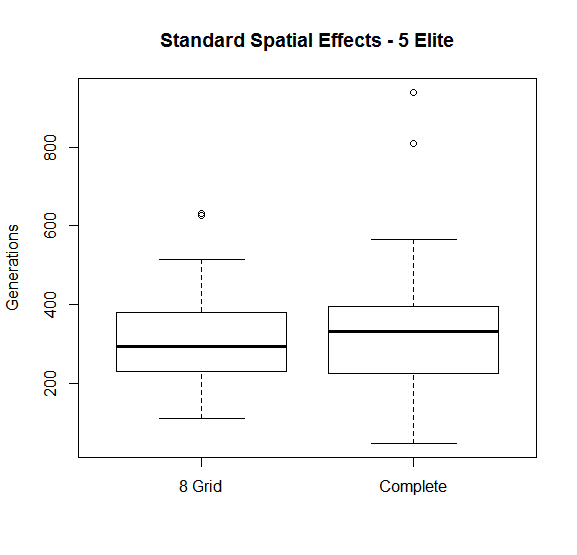 Standard Spatial Effects - 5 Elite
Generations
800
600
400
200
8 Grid
Complete